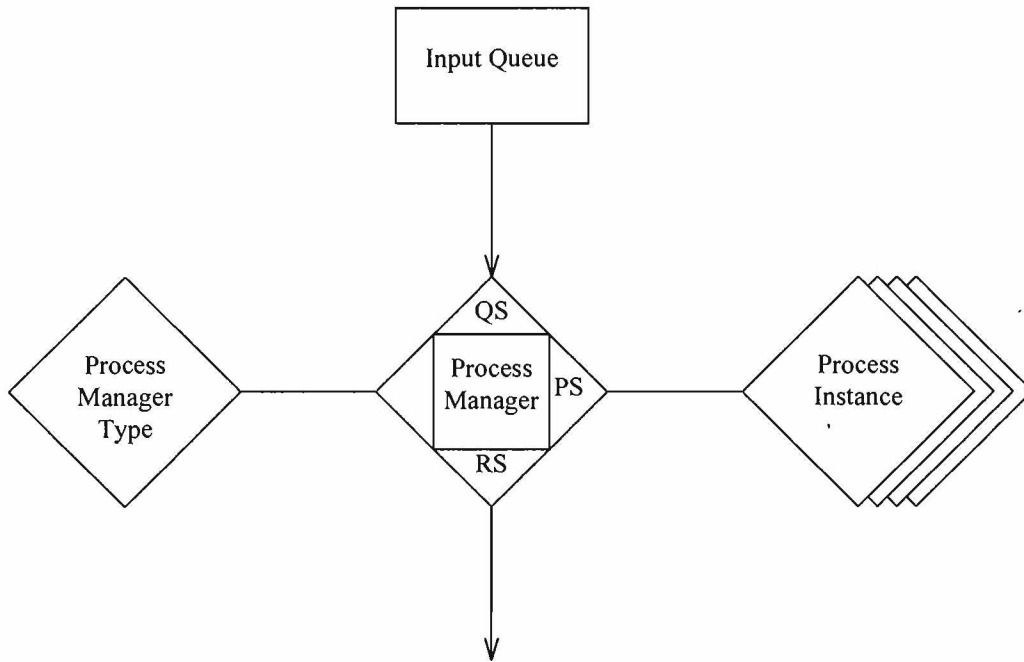 Input Queue
QS
Process
Manager
Type
Process
Manager
PS
Process
Instance
RS